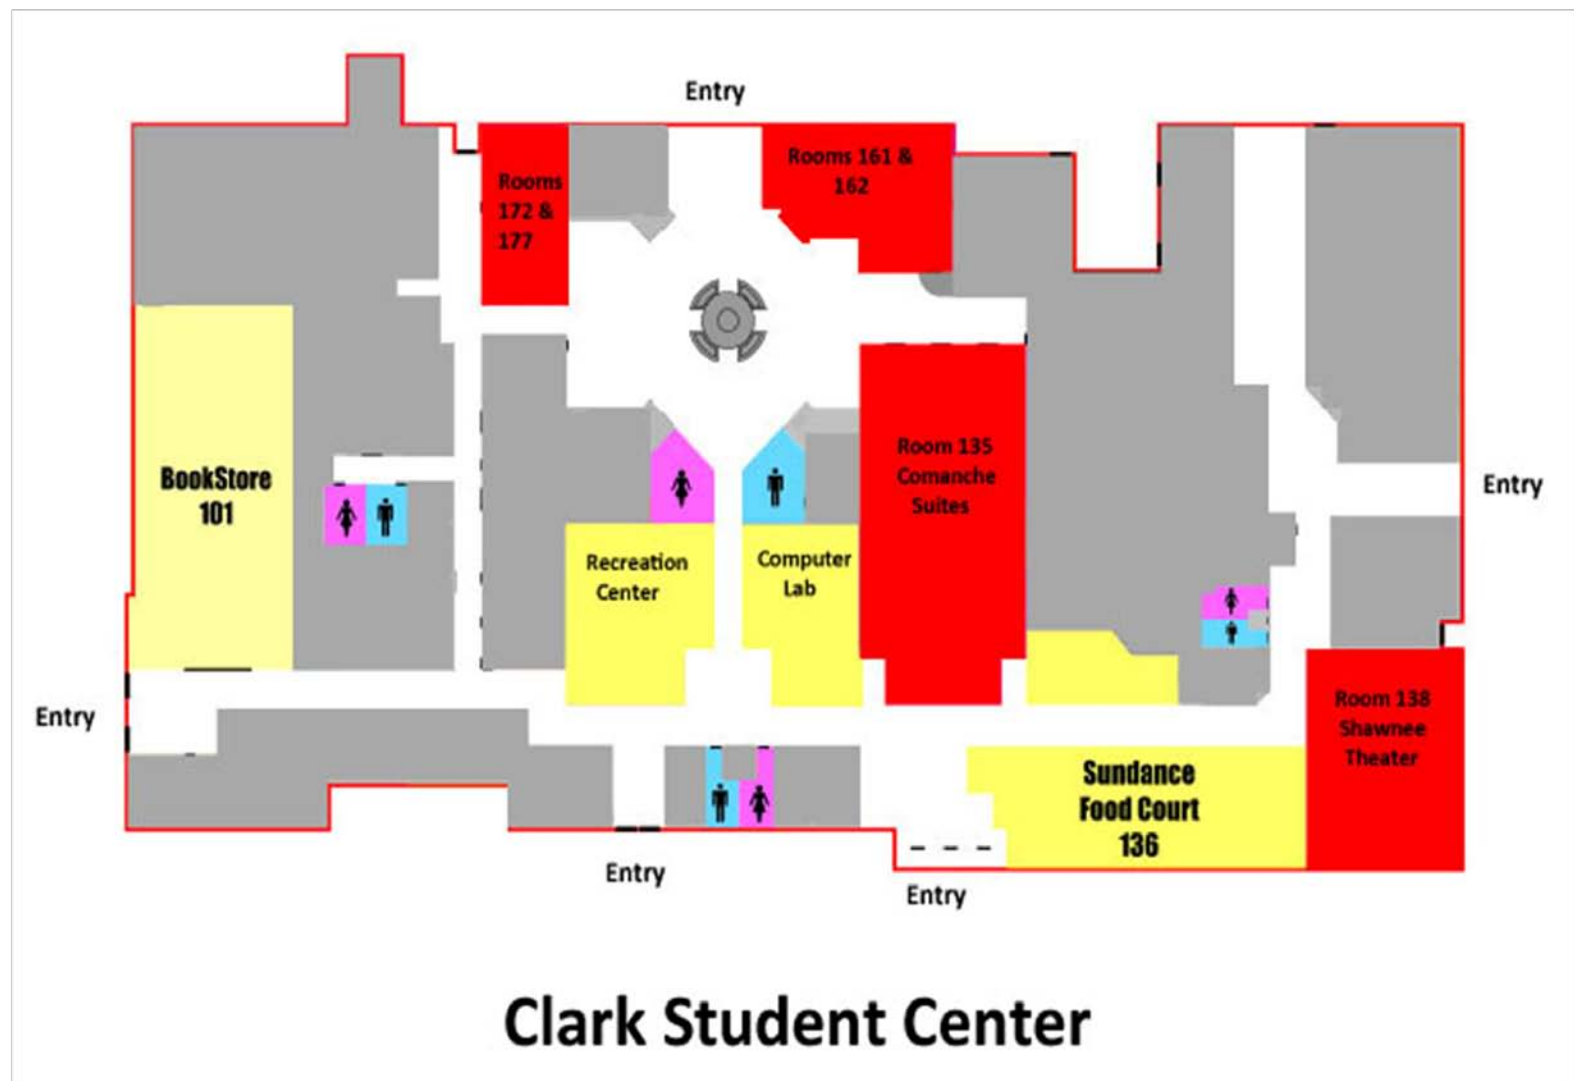 Entry
Rooms
172 &
177
Rooms 161 &
162
BookStore
101
Room 135
Comanche
Suites
Entry
Recreation
Center
Computer
Lab
Entry
Room 138
Shawnee
Theater
Sundance
Food Court
136
Entry
Entry
Clark Student Center